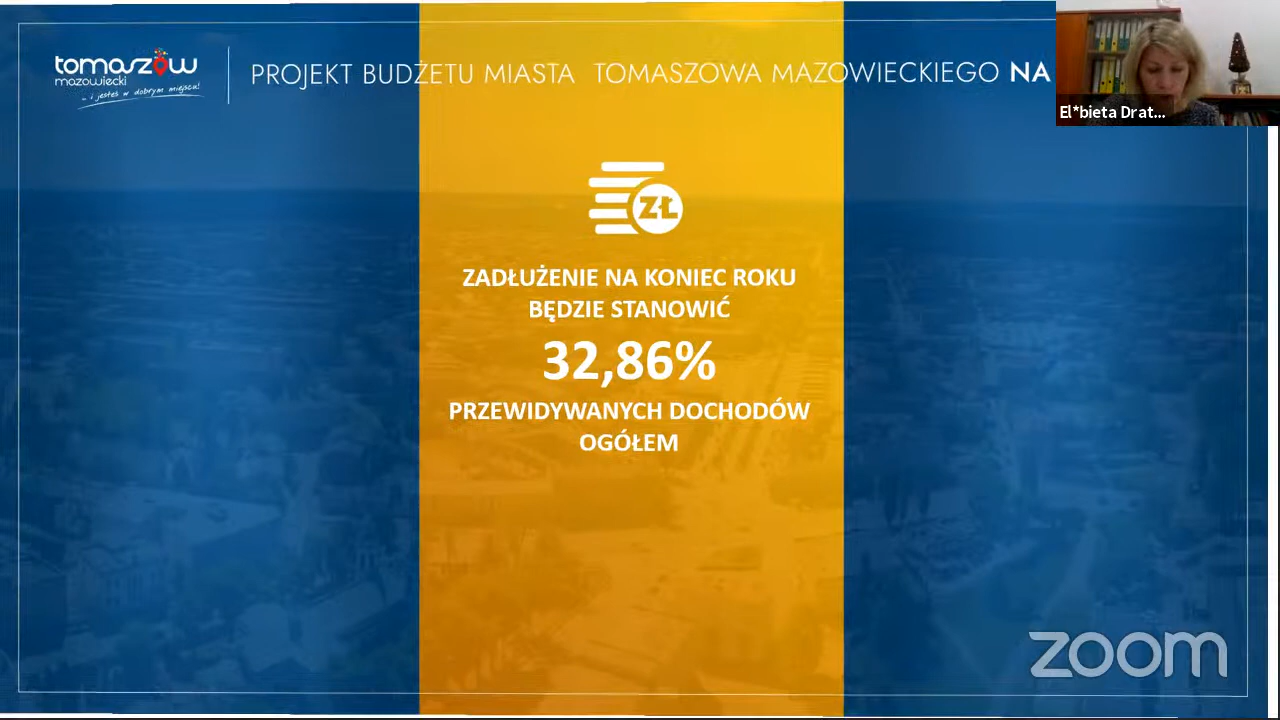 tomaszów
mazowiecki
... i jesteś w dobrym miejscu!
PROJEKT BUDŻETU MIASTA TOMASZOWA MAZOWIECKIEGO NA
El*bieta Drat...
ZŁ
ZADŁUŻENIE NA KONIEC ROKU
BĘDZIE STANOWIĆ
32,86%
PRZEWIDYWANYCH DOCHODÓW
OGÓŁEM
zoom